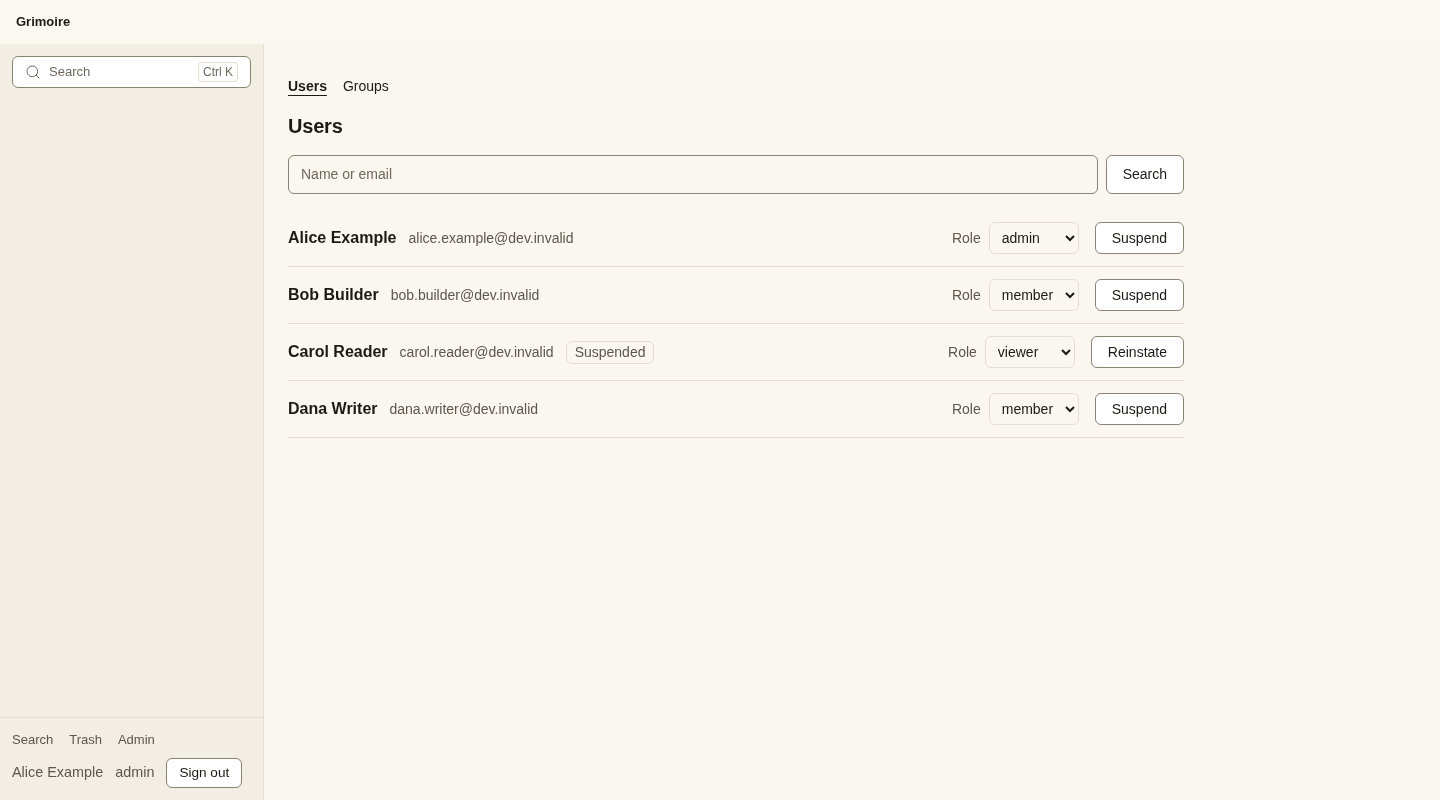 Grimoire
Search Ctrl K
Users Groups
Users
Name or email Search
Alice Example alice.example@dev.invalid Role admin Suspend
Bob Builder bob.builder@dev.invalid Role member Suspend
Carol Reader carol.reader@dev.invalid Suspended Role viewer Reinstate
Dana Writer dana.writer@dev.invalid Role member Suspend
Search Trash Admin
Alice Example admin Sign out